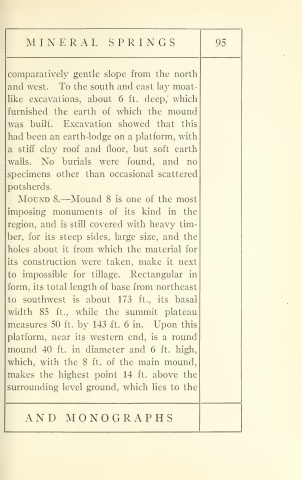 MINERAL SPRINGS 95
comparatively gentle slope from the north
and west. To the south and east lay moat-
like excavations, about 6 ft. deep, which
furnished the earth of which the mound
was built. Excavation showed that this
had been an earth-lodge on a platform, with
a stiff clay roof and floor, but soft earth
walls. No burials were found, and no
specimens other than occasional scattered
potsherds.
MOUND 8.—Mound 8 is one of the most
imposing monuments of its kind in the
region, and is still covered with heavy tim-
ber, for its steep sides, large size, and the
holes about it from which the material for
its construction were taken, make it next
to impossible for tillage. Rectangular in
form, its total length of base from northeast
to southwest is about 173 ft., its basal
width 85 ft., while the summit plateau
measures 50 ft. by 143 ft. 6 in. Upon this
platform, near its western end, is a round
mound 40 ft. in diameter and 6 ft. high,
which, with the 8 ft. of the main mound,
makes the highest point 14 ft. above the
surrounding level ground, which lies to the
AND MONOGRAPHS